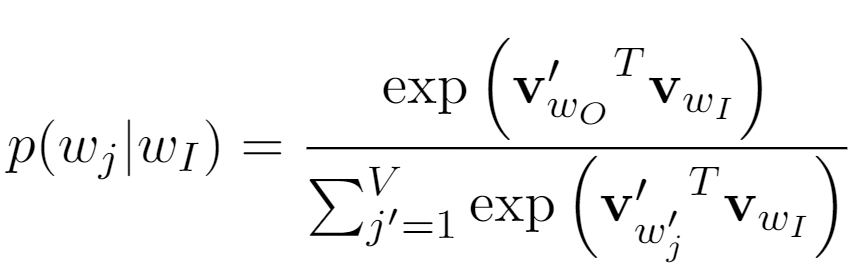 p(w_j|w_I) = \frac{\exp\left(\mathbf{v}'_{w_O}{}^T \mathbf{v}_{w_I}\right)}{\sum_{j'=1}^{V} \exp\left(\mathbf{v}'_{w'_j}{}^T \mathbf{v}_{w_I}\right)}